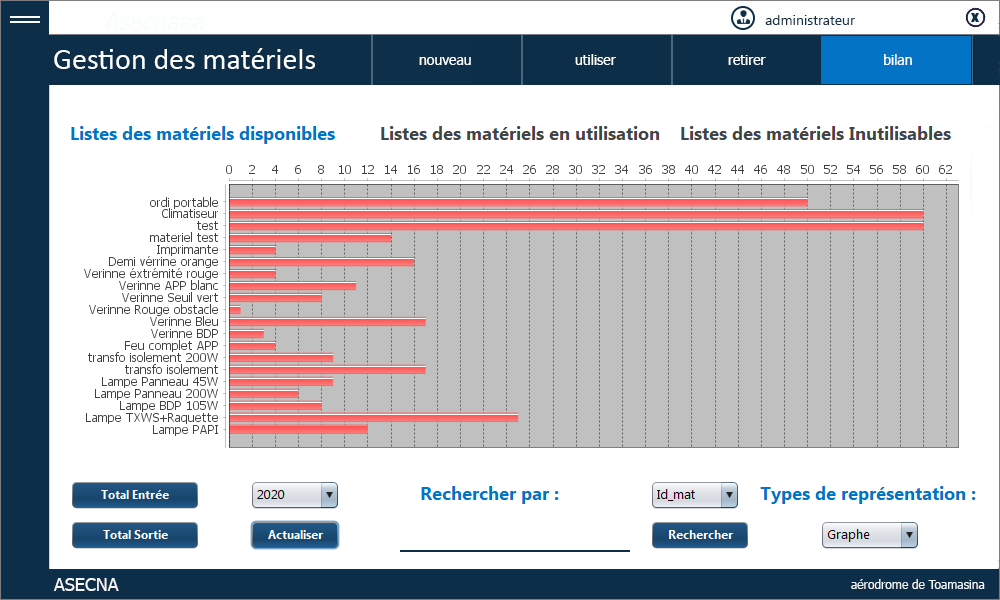 Asecnaaa
administrateur
Gestion des matériels
nouveau
utiliser
retirer
bilan
Listes des matériels disponibles
Listes des matériels en utilisation
Listes des matériels Inutilisables
0 2 4 6 8 10 12 14 16 18 20 22 24 26 28 30 32 34 36 38 40 42 44 46 48 50 52 54 56 58 60 62
ordi portable
Climatiseur
test
materiel test
Imprimante
Demi vérrine orange
Verinne éxtrémité rouge
Verinne APP blanc
Verinne Seuil vert
Verinne Rouge obstacle
Verinne Bleu
Verinne BDP
Feu complet APP
transfo isolement 200W
transfo isolement
Lampe Panneau 45W
Lampe Panneau 200W
Lampe BDP 105W
Lampe TXWS+Raquette
Lampe PAPI
Total Entrée
2020
Rechercher par :
Id_mat
Types de représentation :
Total Sortie
Actualiser
Rechercher
Graphe
ASECNA
aérodrome de Toamasina